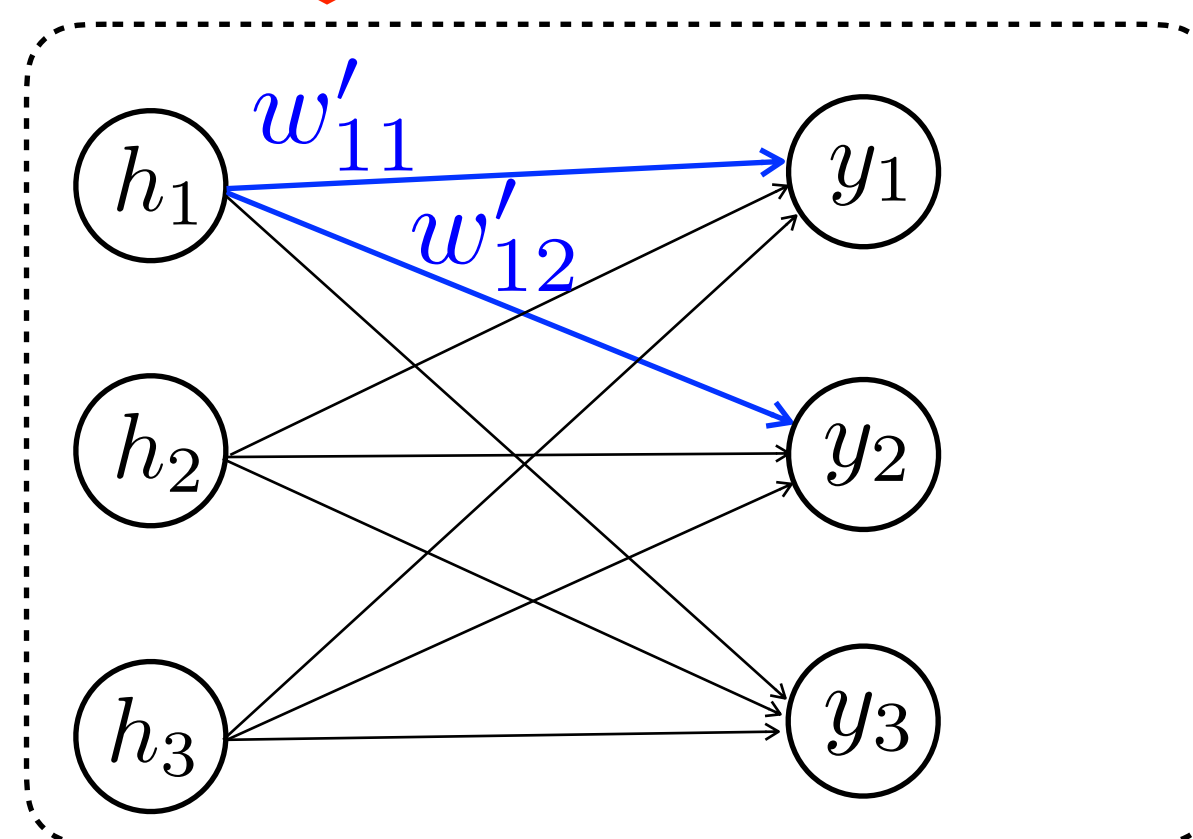 w′₁₁
h₁ y₁
w′₁₂
h₂ y₂
h₃ y₃